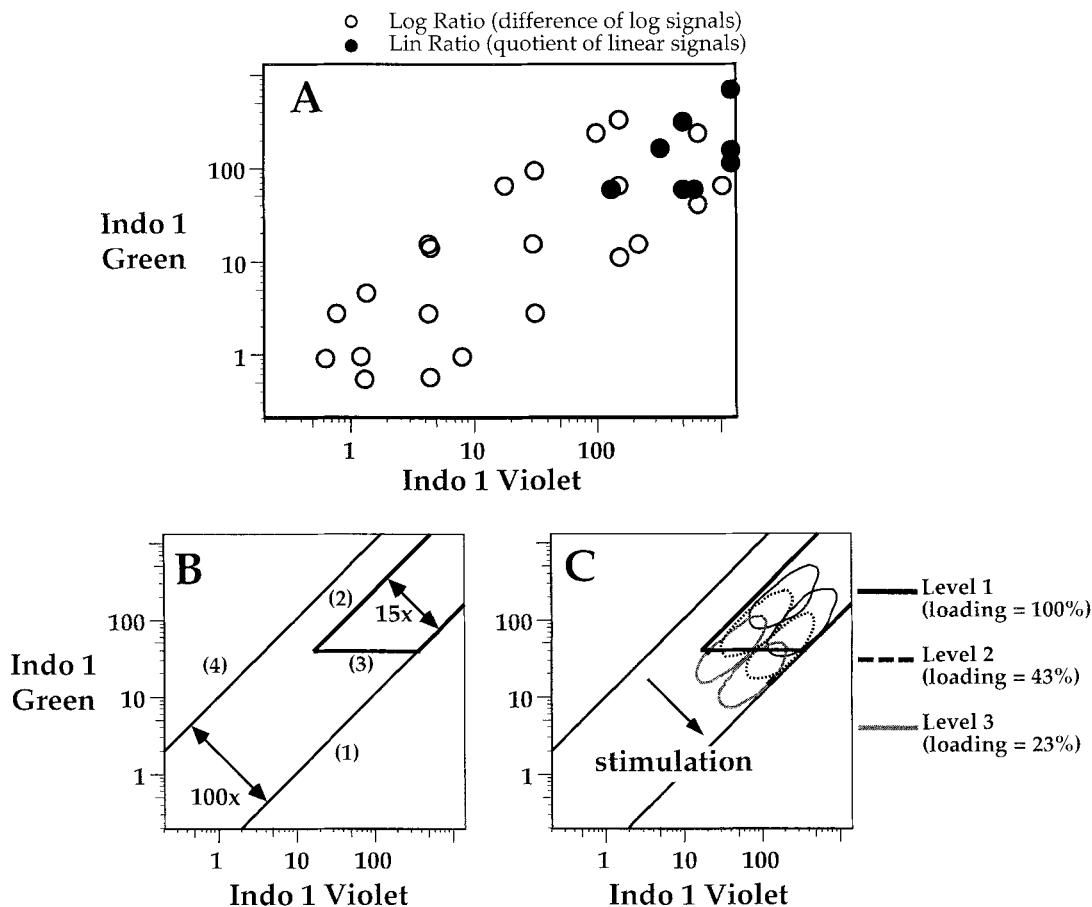 Log Ratio (difference of log signals)
Lin Ratio (quotient of linear signals)
A
100
10
1
Indo 1
Green
1
10
100
Indo 1 Violet
B
(2)
15x
(3)
(4)
(1)
100x
100
10
1
Indo 1
Green
1
10
100
Indo 1 Violet
C
stimulation
100
10
1
1
10
100
Indo 1 Violet
Level 1
(loading = 100%)
Level 2
(loading = 43%)
Level 3
(loading = 23%)